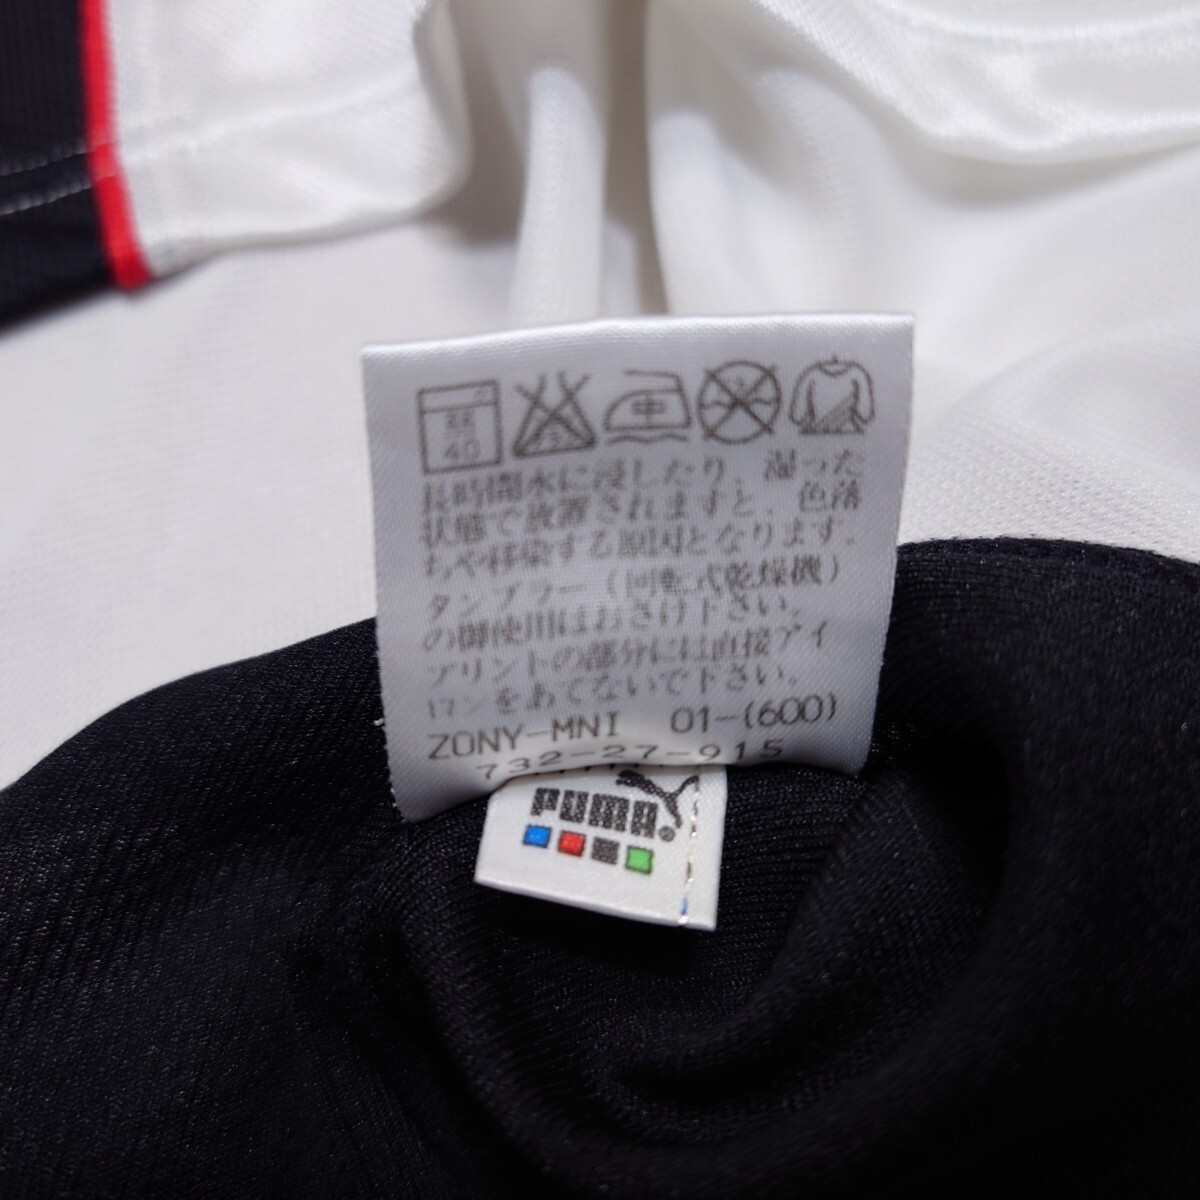 40
中
長時間水に浸したり、湿った
状態で放置されますと、色落
ちや移染する原因となります。
タンブラー(回転式乾燥機)
の御使用はおさけ下さい。
プリントの部分には直接アイ
ロンをあてないで下さい。
ZONY-MNI 01-(600)
732-27-915
PUMA®